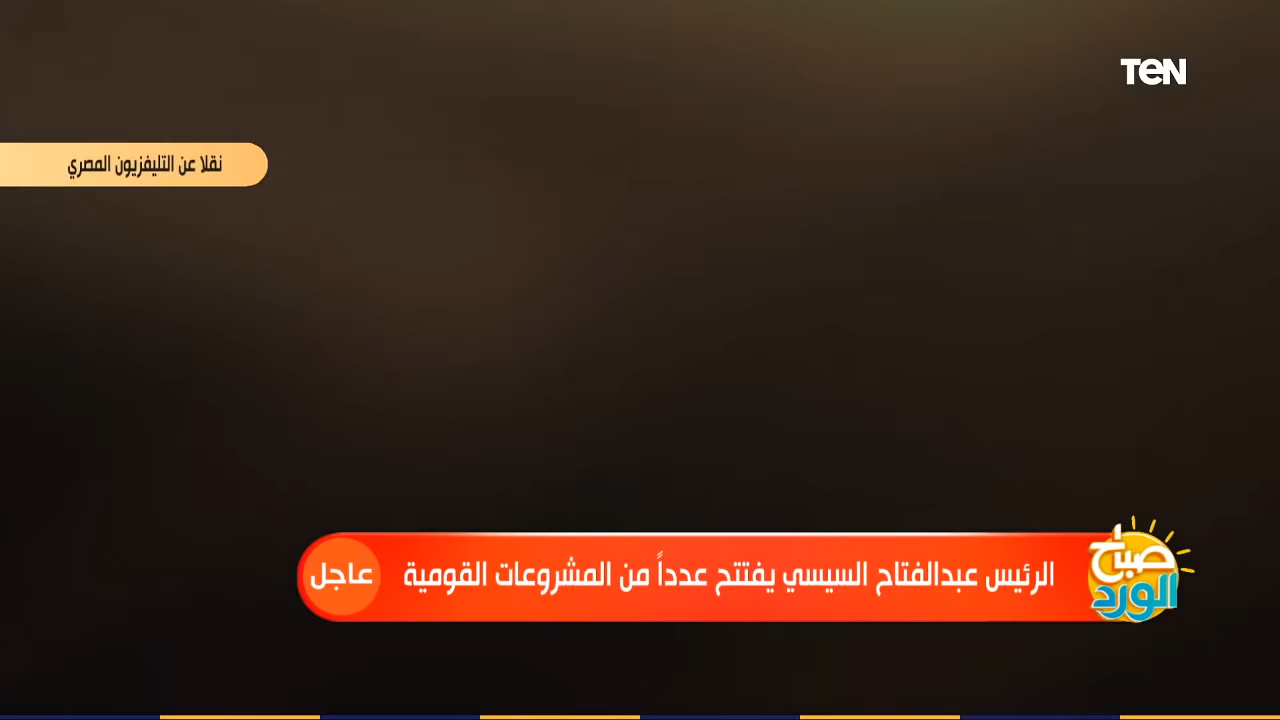 TEN
نقلا عن التليفزيون المصري
صباح
الورد
الرئيس عبدالفتاح السيسي يفتتح عدداً من المشروعات القومية
عاجل